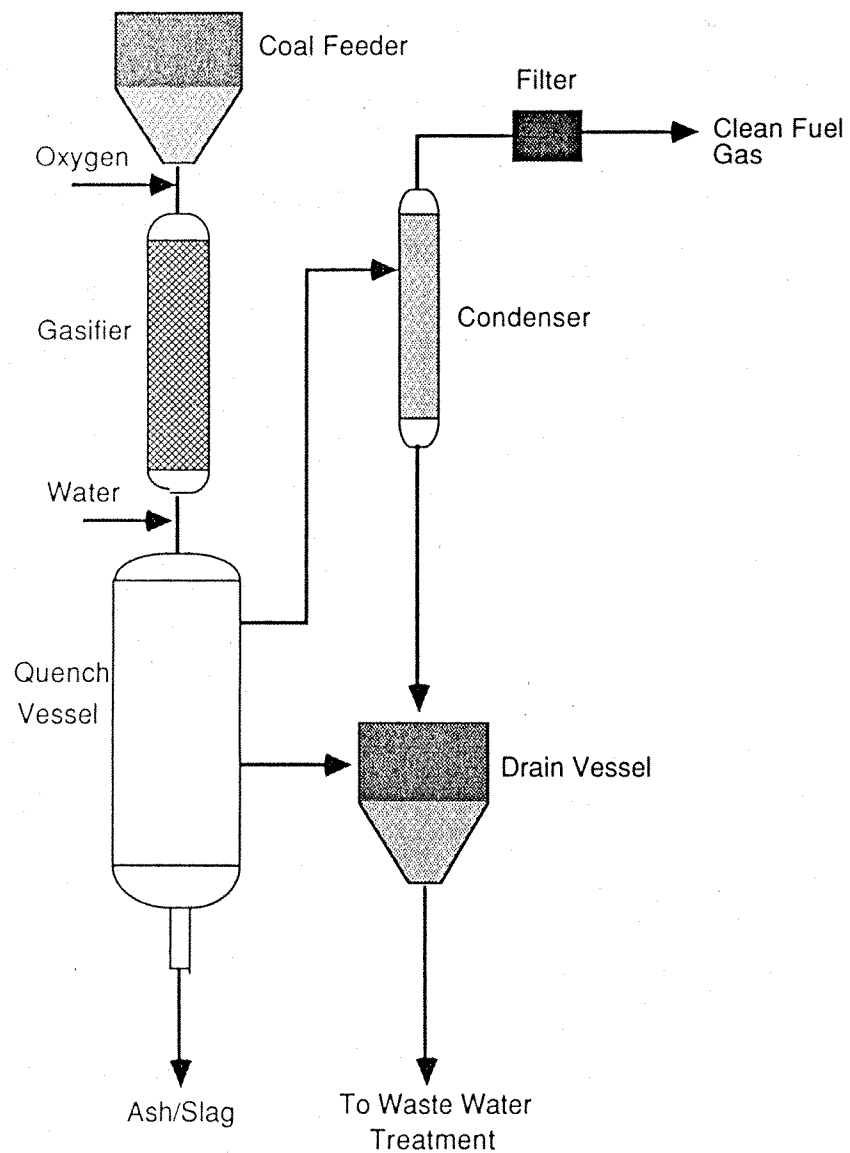 Coal Feeder
Filter
Clean Fuel
Gas
Oxygen
Gasifier
Condenser
Water
Quench
Vessel
Drain Vessel
Ash/Slag
To Waste Water
Treatment